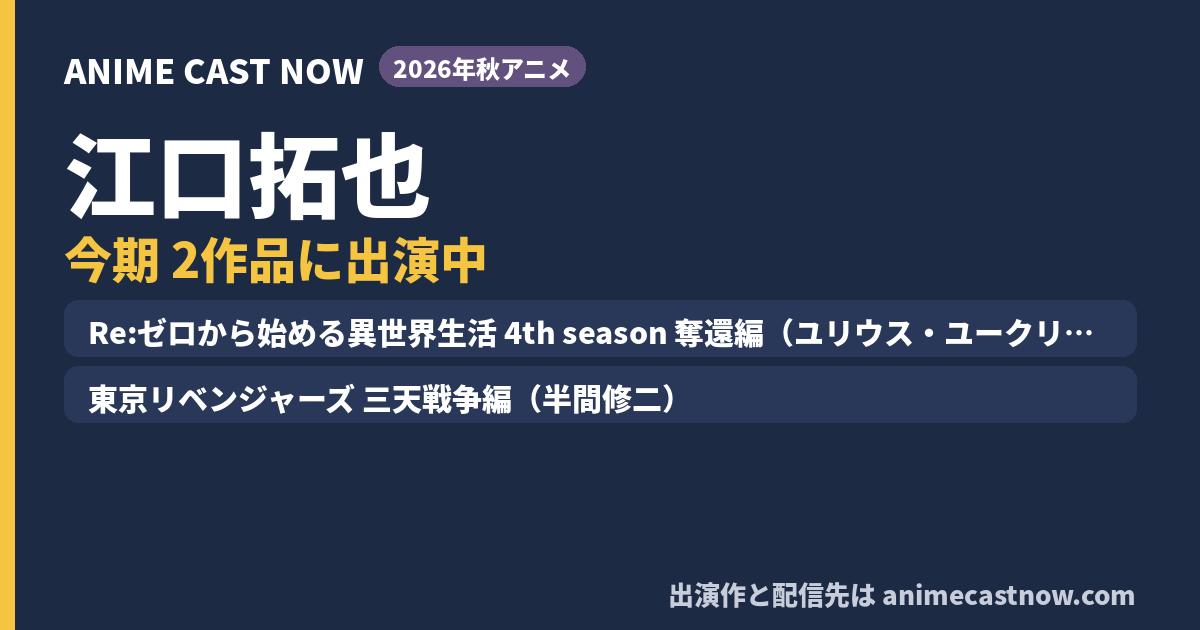 ANIME CAST NOW 2026年秋アニメ
江口拓也
今期 2作品に出演中
Re:ゼロから始める異世界生活 4th season 奪還編（ユリウス・ユークリ…
東京リベンジャーズ 三天戦争編（半間修二）
出演作と配信先は animecastnow.com